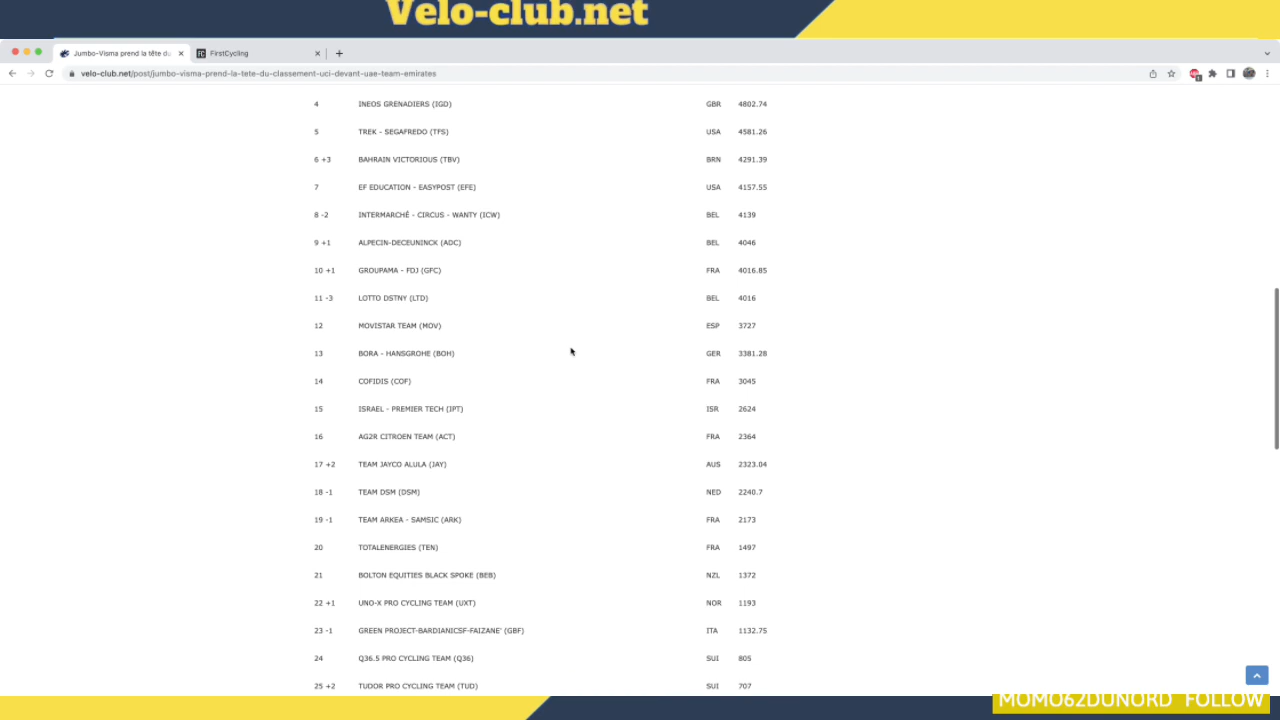 Velo-club.net
Jumbo-Visma prend la tête du
FirstCycling
velo-club.net/post/jumbo-visma-prend-la-tete-du-classement-uci-devant-uae-team-emirates
4 INEOS GRENADIERS (IGD) GBR 4802.74
5 TREK - SEGAFREDO (TFS) USA 4581.26
6 +3 BAHRAIN VICTORIOUS (TBV) BRN 4291.39
7 EF EDUCATION - EASYPOST (EFE) USA 4157.55
8 -2 INTERMARCHÉ - CIRCUS - WANTY (ICW) BEL 4139
9 +1 ALPECIN-DECEUNINCK (ADC) BEL 4046
10 +1 GROUPAMA - FDJ (GFC) FRA 4016.85
11 -3 LOTTO DSTNY (LTD) BEL 4016
12 MOVISTAR TEAM (MOV) ESP 3727
13 BORA - HANSGROHE (BOH) GER 3381.28
14 COFIDIS (COF) FRA 3045
15 ISRAEL - PREMIER TECH (IPT) ISR 2624
16 AG2R CITROEN TEAM (ACT) FRA 2364
17 +2 TEAM JAYCO ALULA (JAY) AUS 2323.04
18 -1 TEAM DSM (DSM) NED 2240.7
19 -1 TEAM ARKEA - SAMSIC (ARK) FRA 2173
20 TOTALENERGIES (TEN) FRA 1497
21 BOLTON EQUITIES BLACK SPOKE (BEB) NZL 1372
22 +1 UNO-X PRO CYCLING TEAM (UXT) NOR 1193
23 -1 GREEN PROJECT-BARDIANICSF-FAIZANE' (GBF) ITA 1132.75
24 Q36.5 PRO CYCLING TEAM (Q36) SUI 805
25 +2 TUDOR PRO CYCLING TEAM (TUD) SUI 707
MOMO62DUNORD FOLLOW